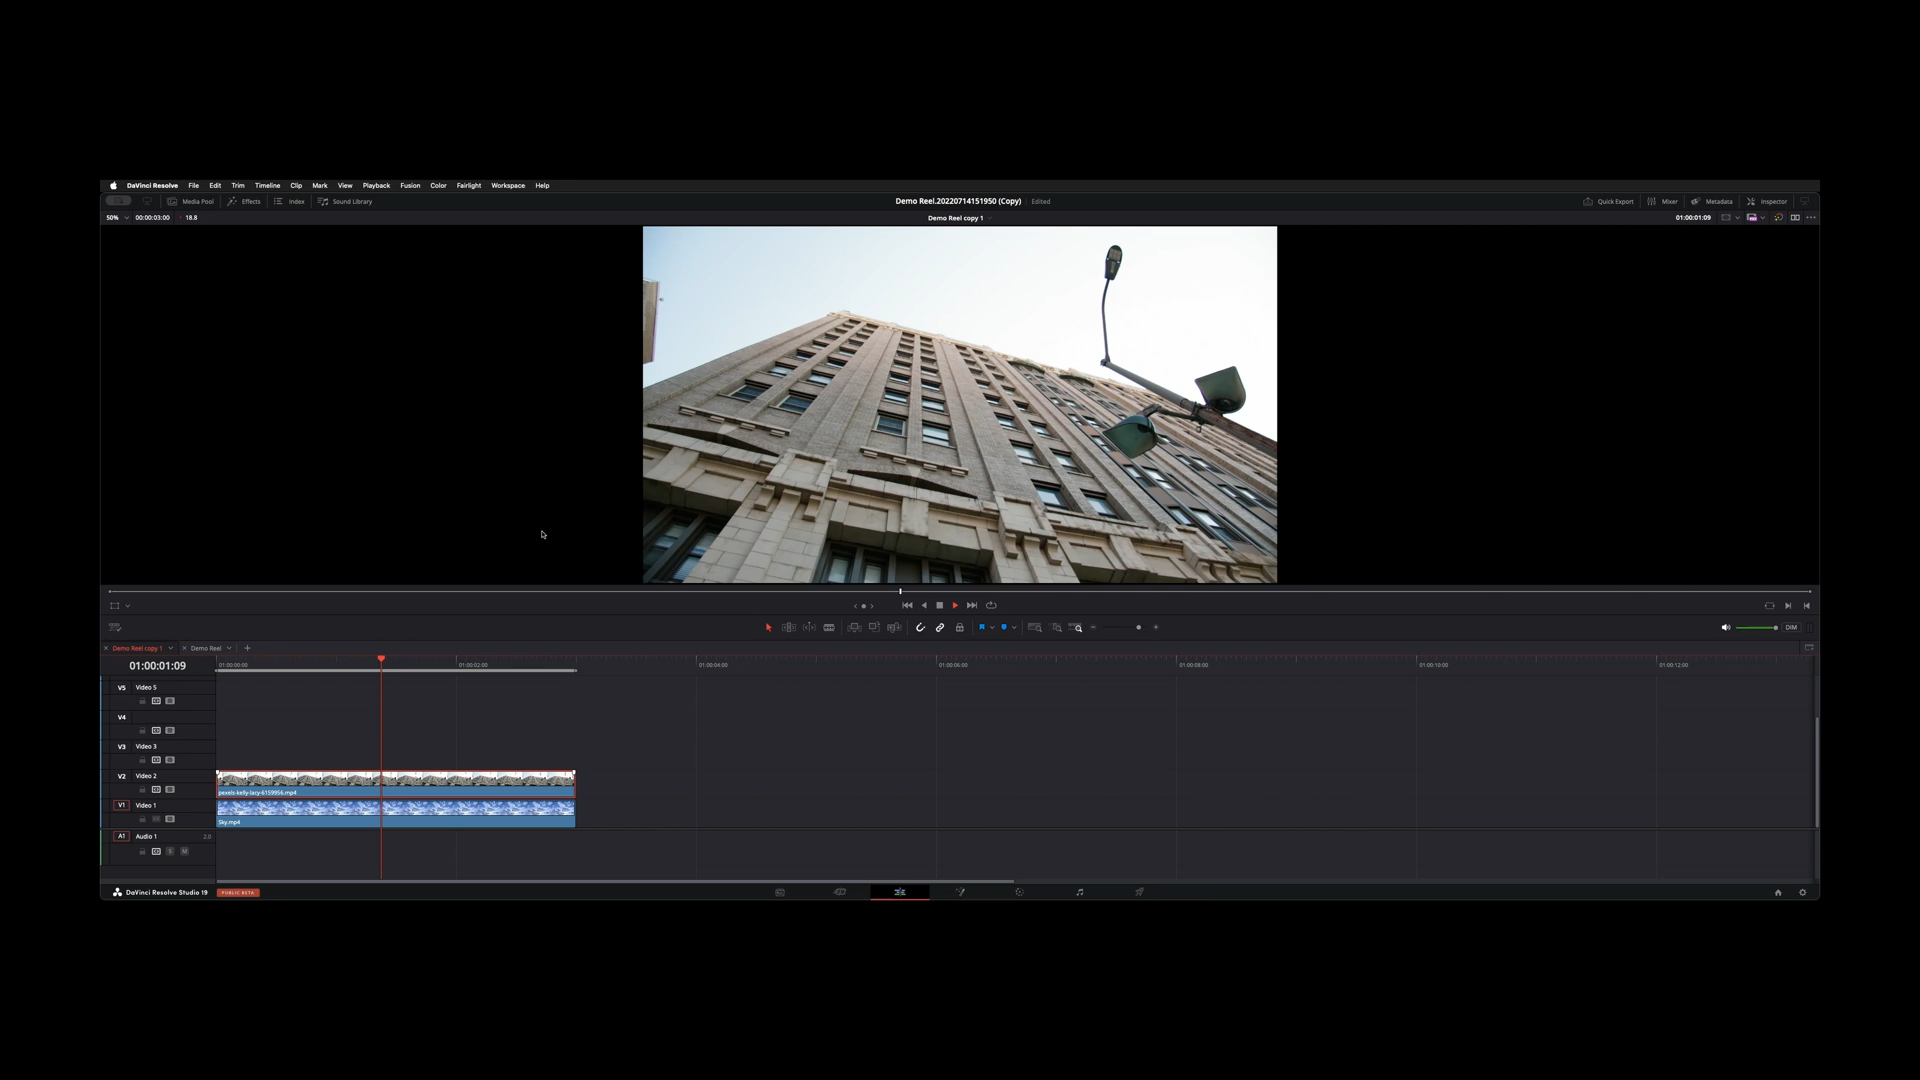 DaVinci Resolve File Edit Trim Timeline Clip Mark View Playback Fusion Color Fairlight Workspace Help
Media Pool Effects Index Sound Library Demo Reel.20220714151950 (Copy) Edited Quick Export Mixer Metadata Inspector
50% 00:00:03:00 18.8 Demo Reel copy 1 01:00:01:09
DIM
Demo Reel copy 1 Demo Reel
01:00:01:09 01:00:00:00 01:00:02:00 01:00:04:00 01:00:06:00 01:00:08:00 01:00:10:00 01:00:12:00
V5 Video 5
V4
V3 Video 3
V2 Video 2
pexels-kelly-lacy-6159956.mp4
V1 Video 1
Sky.mp4
A1 Audio 1 2.0
S M
DaVinci Resolve Studio 19 PUBLIC BETA